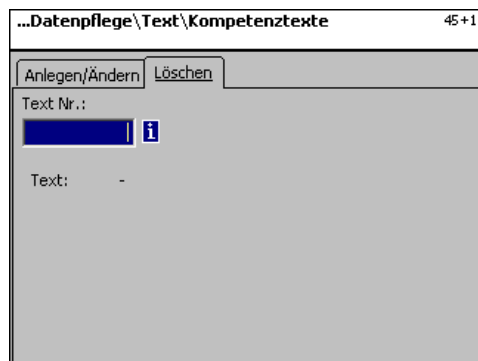 ...Datenpflege\Text\Kompetenztexte 45+1
Anlegen/Ändern Löschen
Text Nr.:
i
Text: -